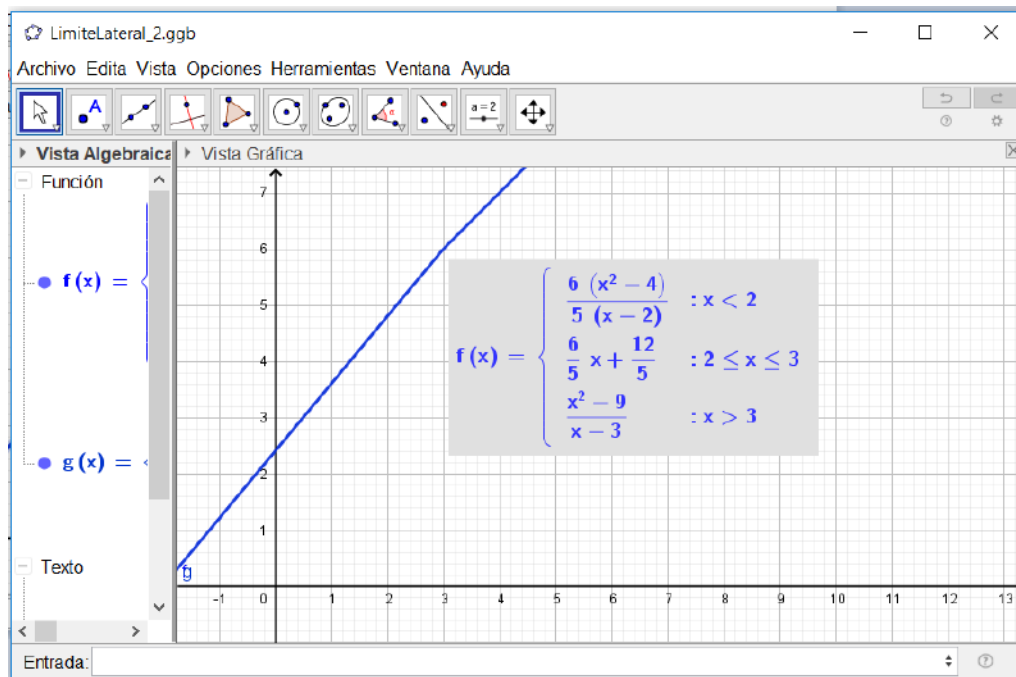 LimiteLateral_2.ggb
Archivo Edita Vista Opciones Herramientas Ventana Ayuda
A
a = 2
Vista Algebraica
Vista Gráfica
Función
f(x) = {
g(x) =
Texto
7
6
5
4
3
2
1
-1 0 1 2 3 4 5 6 7 8 9 10 11 12 13
fg
f(x) = { 6 (x² − 4) / 5 (x − 2) : x < 2
6/5 x + 12/5 : 2 ≤ x ≤ 3
x² − 9 / x − 3 : x > 3
Entrada: